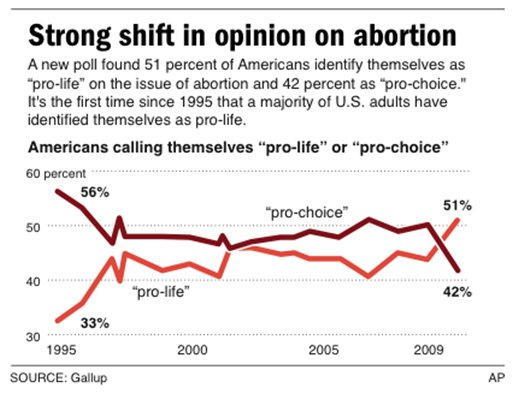 Strong shift in opinion on abortion
A new poll found 51 percent of Americans identify themselves as
“pro-life” on the issue of abortion and 42 percent as “pro-choice.”
It's the first time since 1995 that a majority of U.S. adults have
identified themselves as pro-life.
Americans calling themselves “pro-life” or “pro-choice”
60 percent
56%
51%
“pro-choice”
50
40
“pro-life”
42%
33%
30
1995 2000 2005 2009
SOURCE: Gallup AP